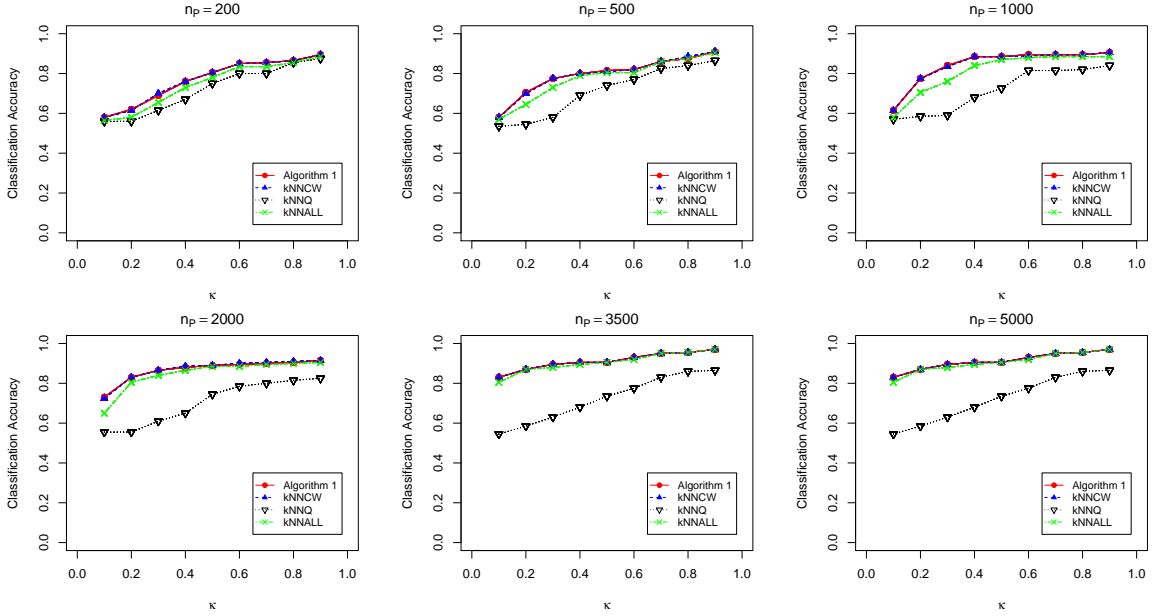 n_P = 200
Classification Accuracy
1.0
0.8
0.6
0.4
0.2
0.0
Algorithm 1
kNNCW
kNNQ
kNNALL
0.0 0.2 0.4 0.6 0.8 1.0
κ
n_P = 500
Classification Accuracy
1.0
0.8
0.6
0.4
0.2
0.0
Algorithm 1
kNNCW
kNNQ
kNNALL
0.0 0.2 0.4 0.6 0.8 1.0
κ
n_P = 1000
Classification Accuracy
1.0
0.8
0.6
0.4
0.2
0.0
Algorithm 1
kNNCW
kNNQ
kNNALL
0.0 0.2 0.4 0.6 0.8 1.0
κ
n_P = 2000
Classification Accuracy
1.0
0.8
0.6
0.4
0.2
0.0
Algorithm 1
kNNCW
kNNQ
kNNALL
0.0 0.2 0.4 0.6 0.8 1.0
κ
n_P = 3500
Classification Accuracy
1.0
0.8
0.6
0.4
0.2
0.0
Algorithm 1
kNNCW
kNNQ
kNNALL
0.0 0.2 0.4 0.6 0.8 1.0
κ
n_P = 5000
Classification Accuracy
1.0
0.8
0.6
0.4
0.2
0.0
Algorithm 1
kNNCW
kNNQ
kNNALL
0.0 0.2 0.4 0.6 0.8 1.0
κ